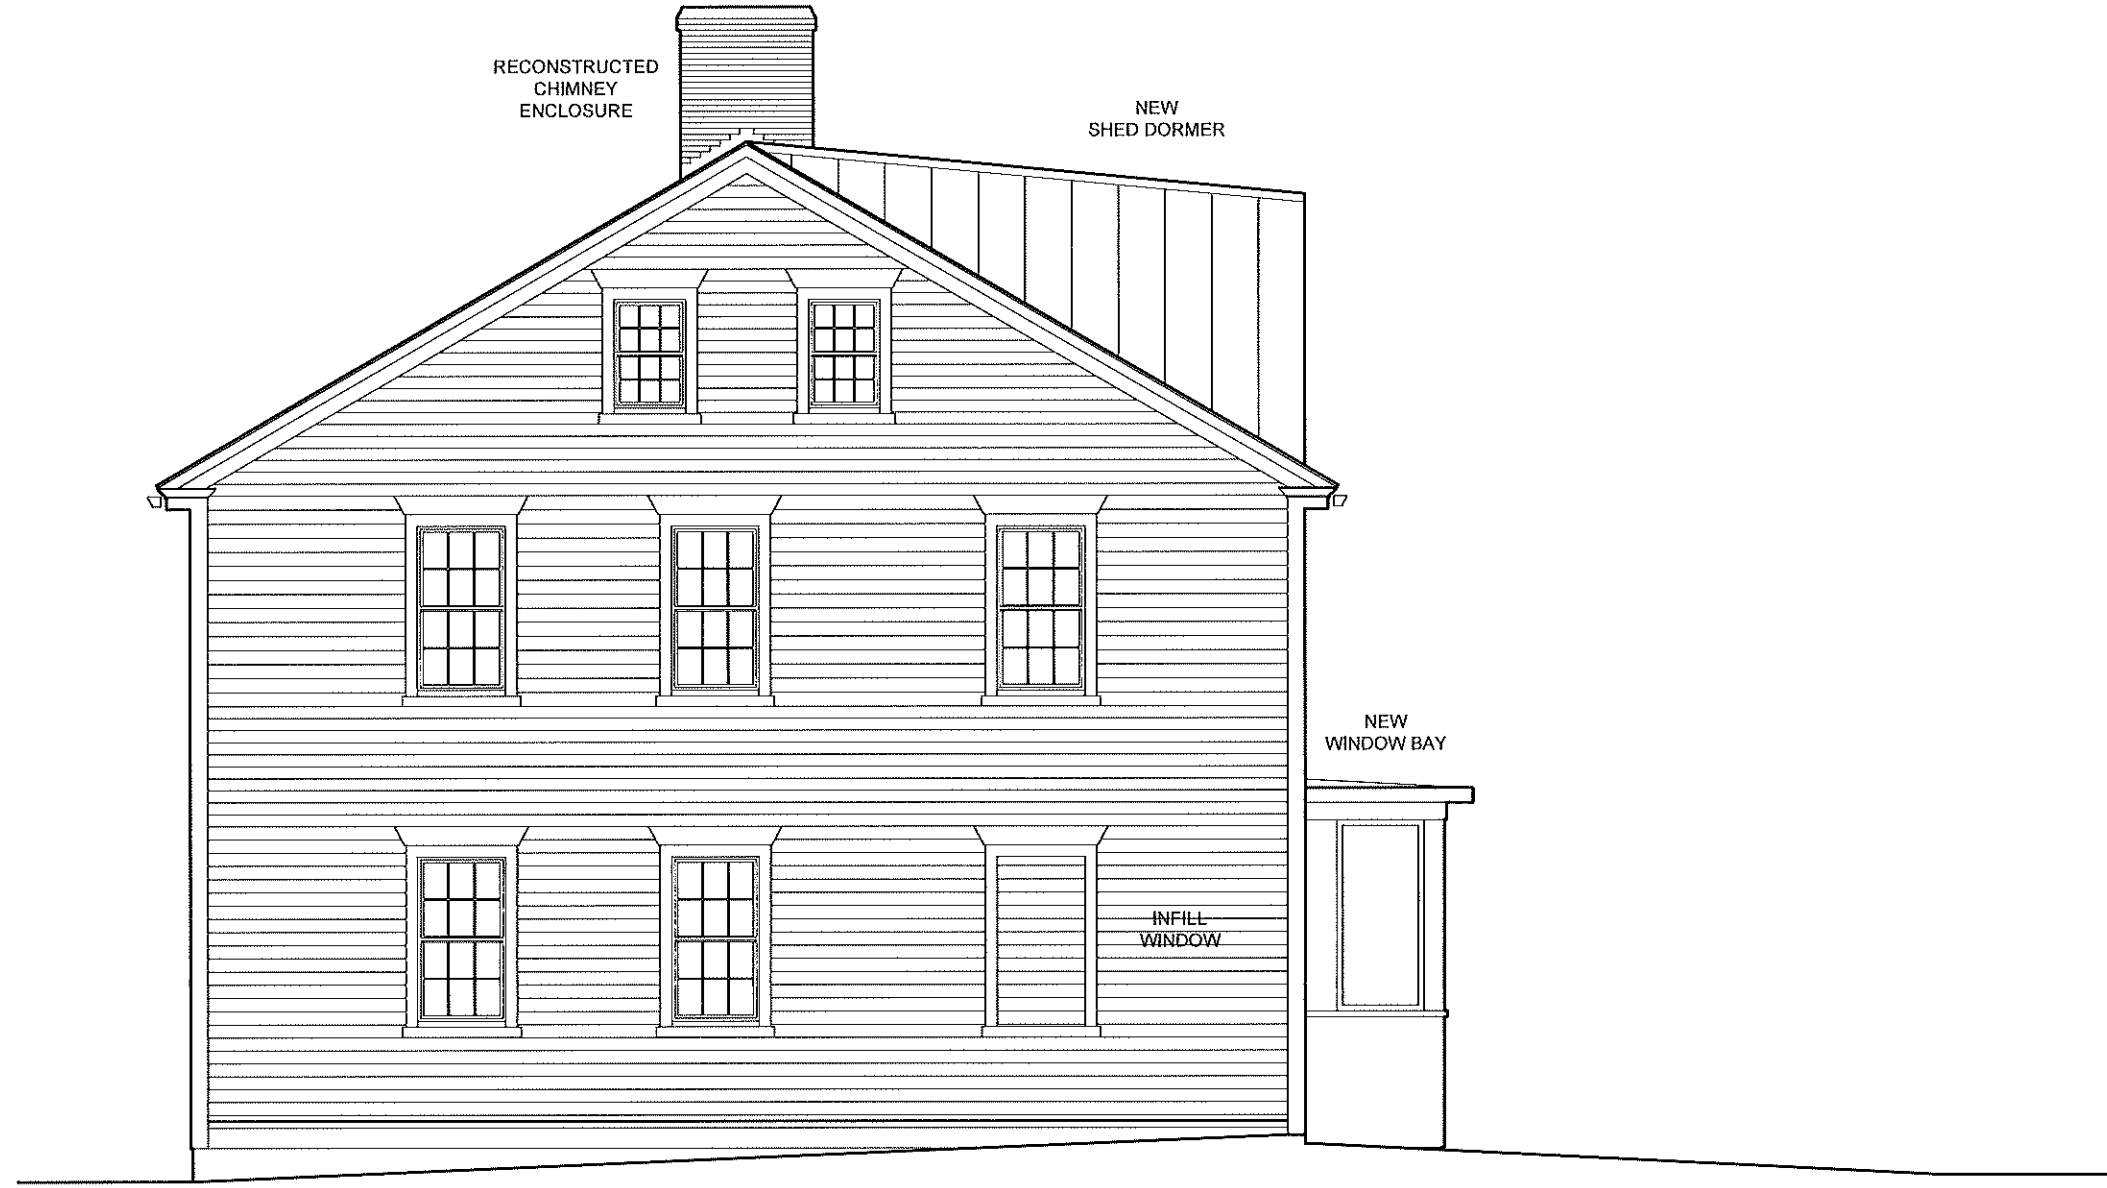 RECONSTRUCTED
CHIMNEY
ENCLOSURE
NEW
SHED DORMER
NEW
WINDOW BAY
INFILL
WINDOW